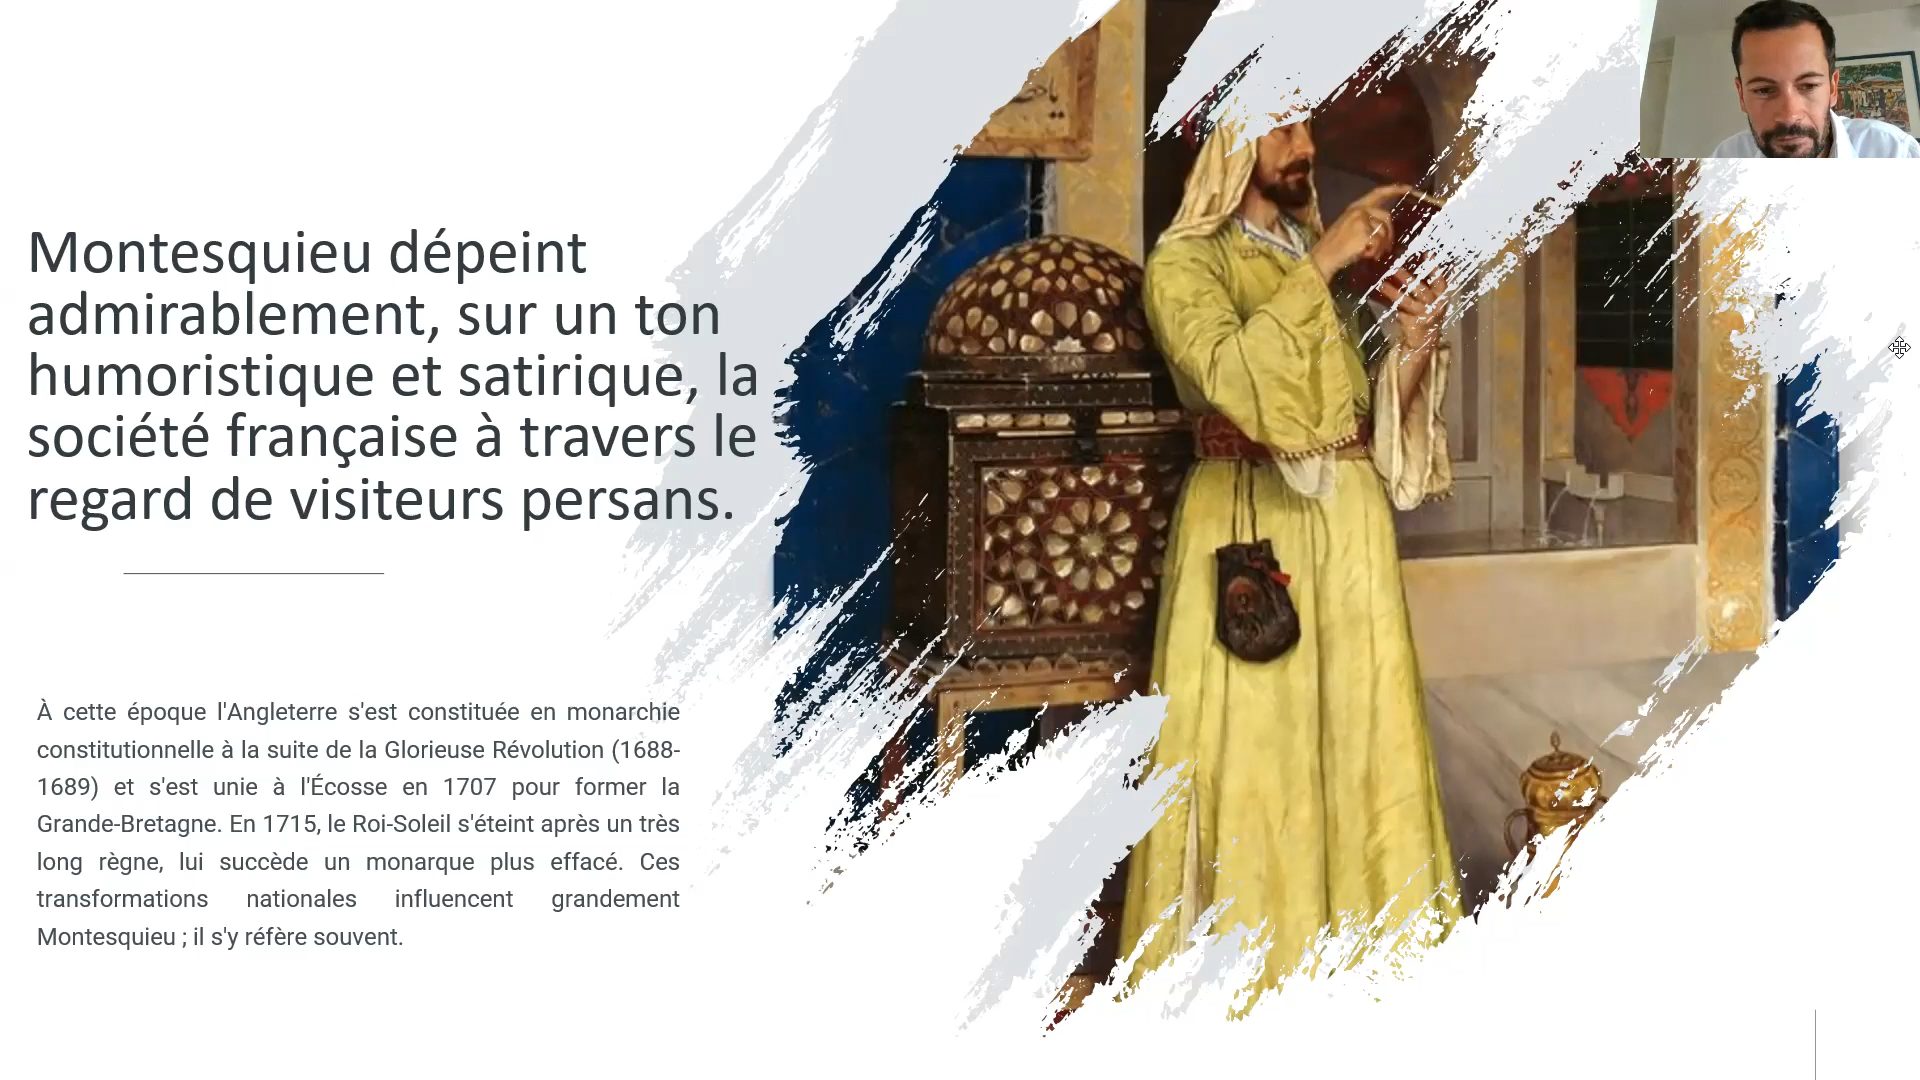 Montesquieu dépeint
admirablement, sur un ton
humoristique et satirique, la
société française à travers le
regard de visiteurs persans.
À cette époque l'Angleterre s'est constituée en monarchie
constitutionnelle à la suite de la Glorieuse Révolution (1688-
1689) et s'est unie à l'Écosse en 1707 pour former la
Grande-Bretagne. En 1715, le Roi-Soleil s'éteint après un très
long règne, lui succède un monarque plus effacé. Ces
transformations nationales influencent grandement
Montesquieu ; il s'y réfère souvent.